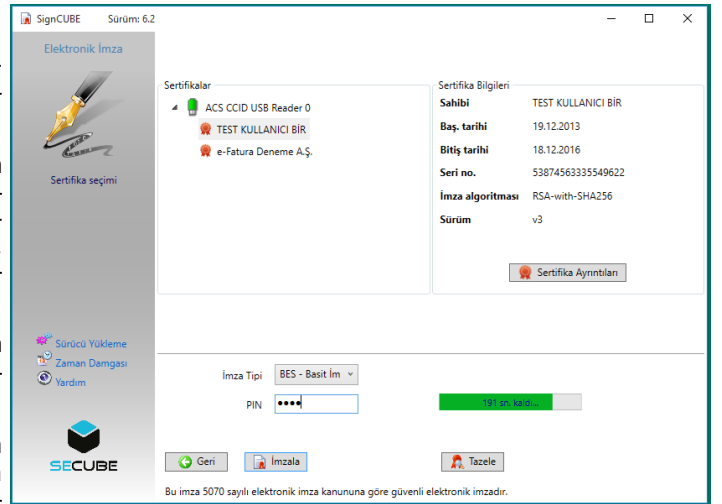 SignCUBE Sürüm: 6.2
Elektronik İmza
Sertifika seçimi
Sürücü Yükleme
Zaman Damgası
Yardım
SECUBE
Sertifikalar
ACS CCID USB Reader 0
TEST KULLANICI BİR
e-Fatura Deneme A.Ş.
Sertifika Bilgileri
Sahibi TEST KULLANICI BİR
Baş. tarihi 19.12.2013
Bitiş tarihi 18.12.2016
Seri no. 53874563335549622
İmza algoritması RSA-with-SHA256
Sürüm v3
Sertifika Ayrıntıları
İmza Tipi BES - Basit İm
PIN ••••
191 sn. kaldı...
Geri İmzala Tazele
Bu imza 5070 sayılı elektronik imza kanununa göre güvenli elektronik imzadır.